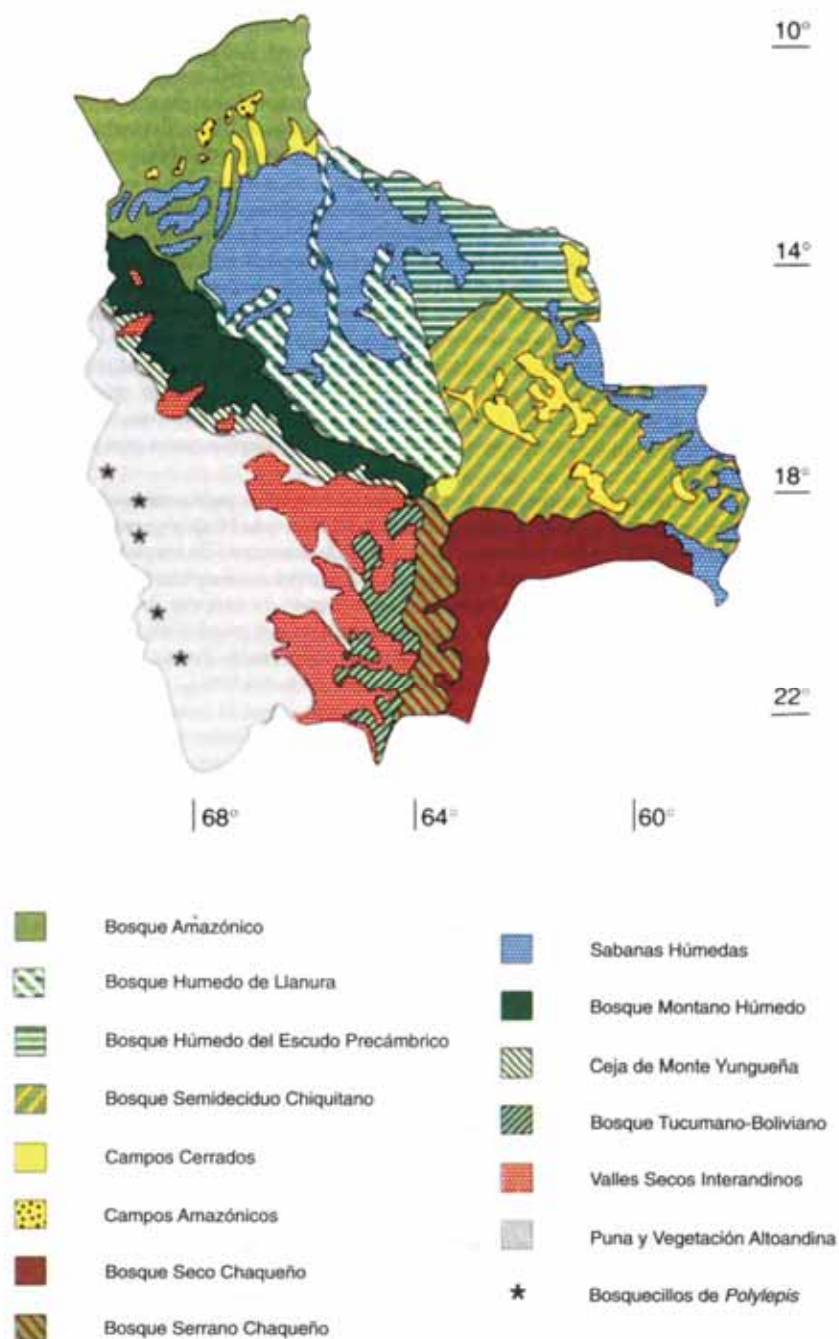 10°
14°
18°
22°
68°
64°
60°
Bosque Amazónico
Bosque Humedo de Llanura
Bosque Húmedo del Escudo Precámbrico
Bosque Semideciduo Chiquitano
Campos Cerrados
Campos Amazónicos
Bosque Seco Chaqueño
Bosque Serrano Chaqueño
Sabanas Húmedas
Bosque Montano Húmedo
Ceja de Monte Yungueña
Bosque Tucumano-Boliviano
Valles Secos Interandinos
Puna y Vegetación Altoandina
* Bosquecillos de Polylepis